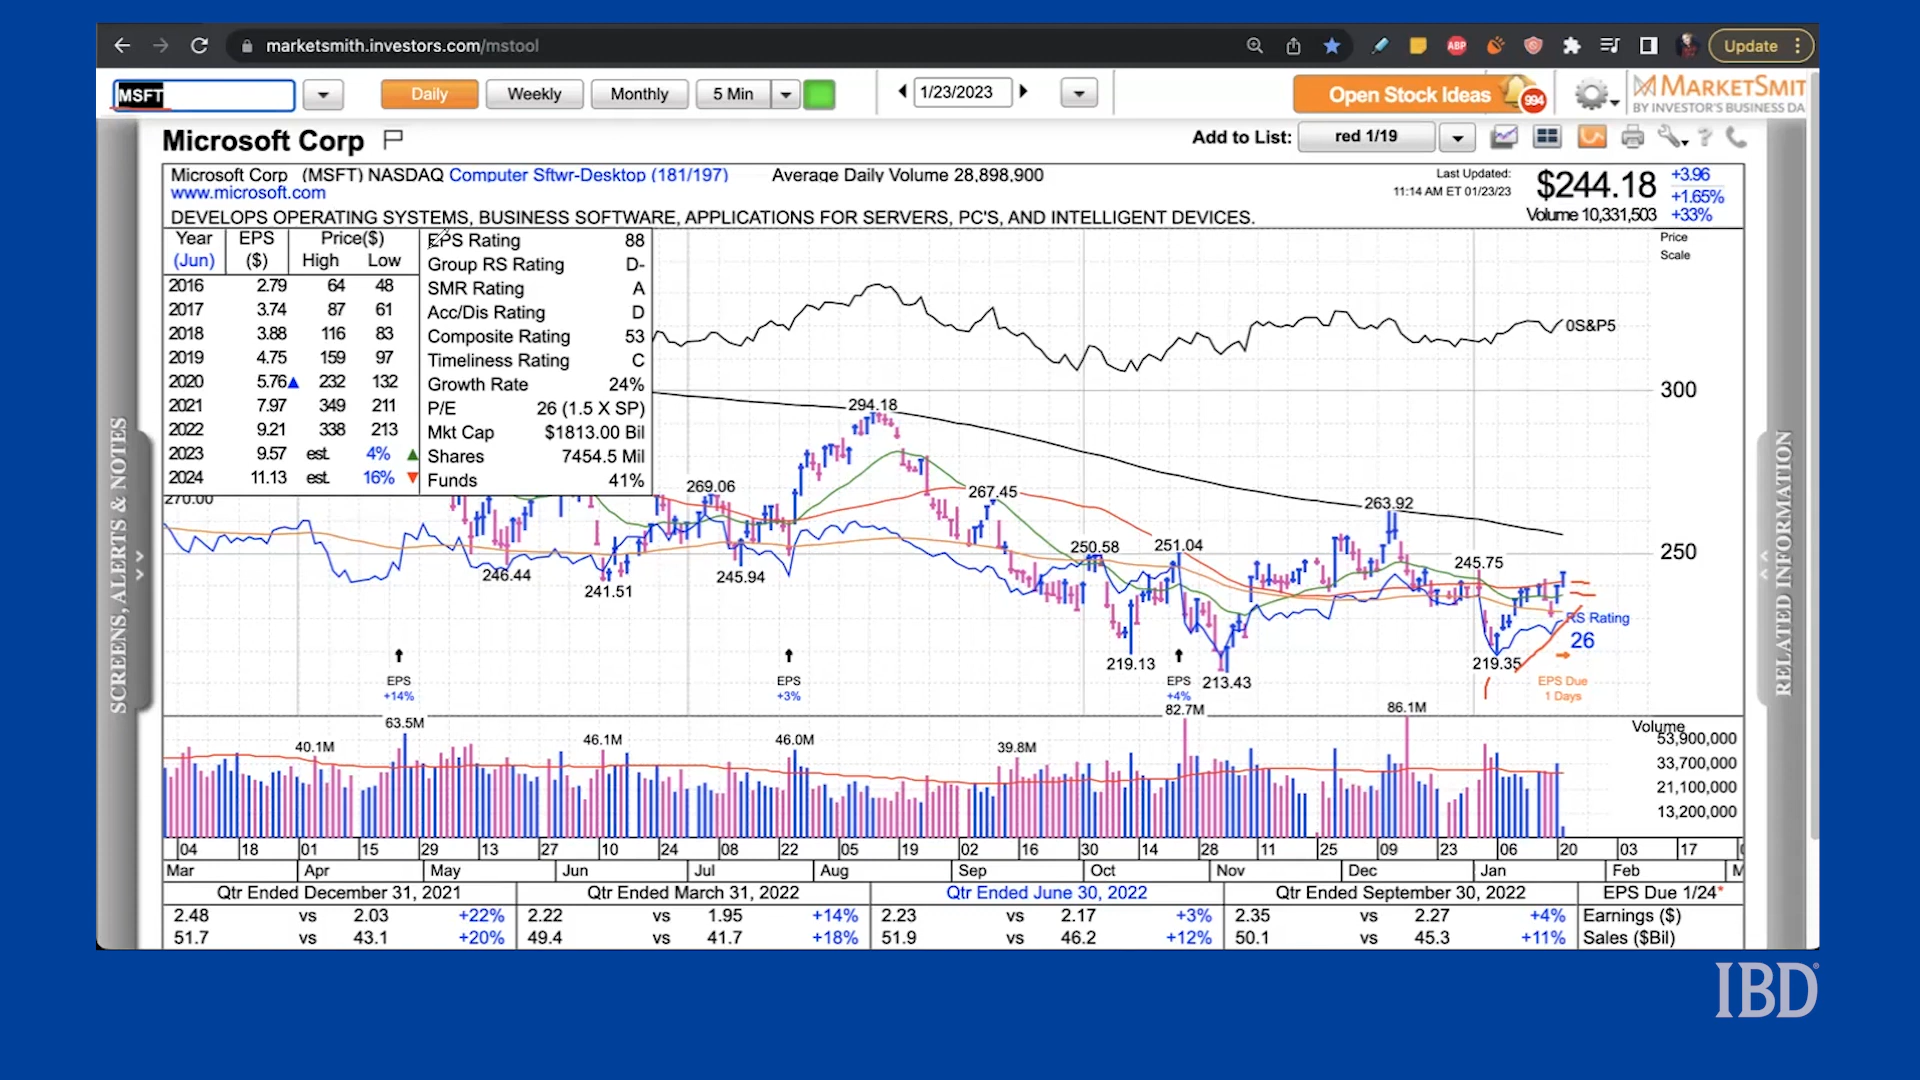 marketsmith.investors.com/mstool
ABP
Update
MSFT
Daily
Weekly
Monthly
5 Min
1/23/2023
Open Stock Ideas
994
MARKETSMIT
BY INVESTOR'S BUSINESS DA
Microsoft Corp
Add to List:
red 1/19
Microsoft Corp (MSFT) NASDAQ Computer Sftwr-Desktop (181/197) Average Daily Volume 28,898,900
www.microsoft.com
Last Updated:
11:14 AM ET 01/23/23
$244.18
+3.96
+1.65%
Volume 10,331,503 +33%
DEVELOPS OPERATING SYSTEMS, BUSINESS SOFTWARE, APPLICATIONS FOR SERVERS, PC'S, AND INTELLIGENT DEVICES.
Year EPS Price($)
(Jun) ($) High Low
2016 2.79 64 48
2017 3.74 87 61
2018 3.88 116 83
2019 4.75 159 97
2020 5.76 232 132
2021 7.97 349 211
2022 9.21 338 213
2023 9.57 est. 4%
2024 11.13 est. 16%
EPS Rating 88
Group RS Rating D-
SMR Rating A
Acc/Dis Rating D
Composite Rating 53
Timeliness Rating C
Growth Rate 24%
P/E 26 (1.5 X SP)
Mkt Cap $1813.00 Bil
Shares 7454.5 Mil
Funds 41%
Price
Scale
0S&P5
300
250
270.00
294.18
269.06
267.45
263.92
246.44
241.51
245.94
250.58
251.04
245.75
219.13
213.43
219.35
RS Rating
26
EPS
+14%
EPS
+3%
EPS
+4%
EPS Due
1 Days
40.1M
63.5M
46.1M
46.0M
39.8M
82.7M
86.1M
Volume
53,900,000
33,700,000
21,100,000
13,200,000
04 18 01 15 29 13 27 10 24 08 22 05 19 02 16 30 14 28 11 25 09 23 06 20 03 17
Mar Apr May Jun Jul Aug Sep Oct Nov Dec Jan Feb M
Qtr Ended December 31, 2021 Qtr Ended March 31, 2022 Qtr Ended June 30, 2022 Qtr Ended September 30, 2022 EPS Due 1/24*
2.48 vs 2.03 +22% 2.22 vs 1.95 +14% 2.23 vs 2.17 +3% 2.35 vs 2.27 +4% Earnings ($)
51.7 vs 43.1 +20% 49.4 vs 41.7 +18% 51.9 vs 46.2 +12% 50.1 vs 45.3 +11% Sales ($Bil)
SCREENS, ALERTS & NOTES
RELATED INFORMATION
IBD